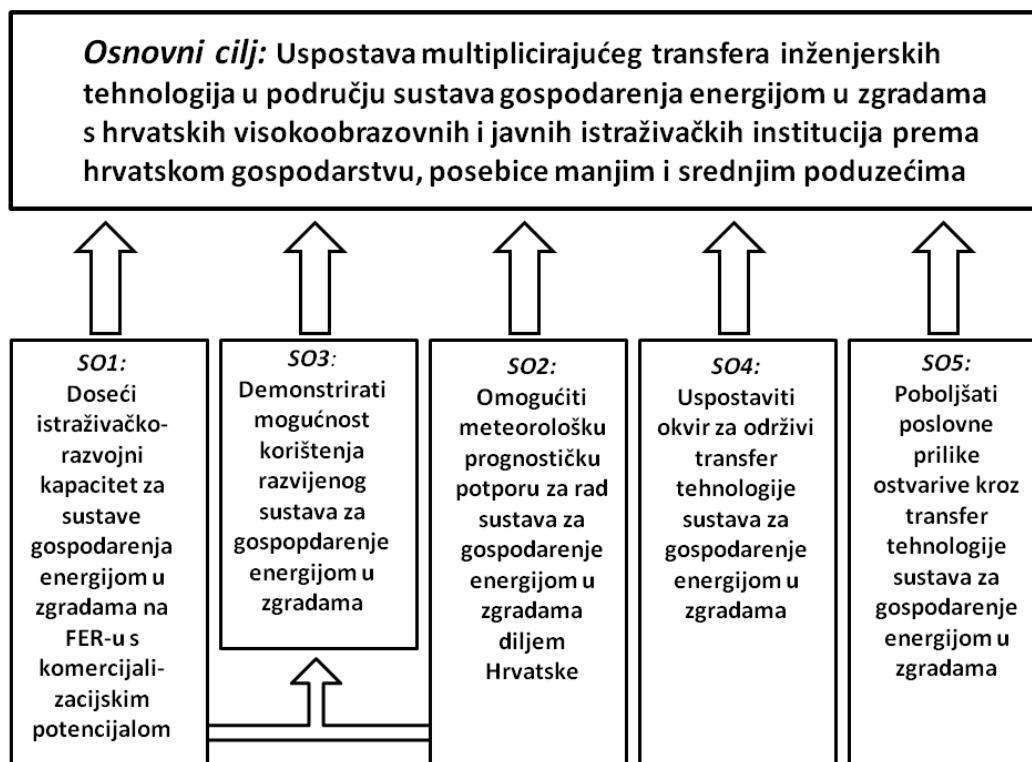 Osnovni cilj: Uspostava multiplicirajućeg transfera inženjerskih
tehnologija u području sustava gospodarenja energijom u zgradama
s hrvatskih visokoobrazovnih i javnih istraživačkih institucija prema
hrvatskom gospodarstvu, posebice manjim i srednjim poduzećima
SO1:
Doseći
istraživačko-
razvojni
kapacitet za
sustave
gospodarenja
energijom u
zgradama na
FER-u s
komercijali-
zacijskim
potencijalom
SO3:
Demonstrirati
mogućnost
korištenja
razvijenog
sustava za
gospopdarenje
energijom u
zgradama
SO2:
Omogućiti
meteorološku
prognostičku
potporu za rad
sustava za
gospodarenje
energijom u
zgradama
diljem
Hrvatske
SO4:
Uspostaviti
okvir za održivi
transfer
tehnologije
sustava za
gospodarenje
energijom u
zgradama
SO5:
Poboljšati
poslovne
prilike
ostvarive kroz
transfer
tehnologije
sustava za
gospodarenje
energijom u
zgradama